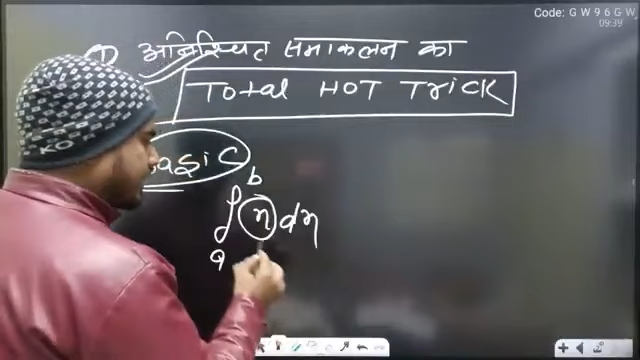 Code: G W 9 6 G W
09:39
① अनिश्चित समाकलन का
Total HOT TRICK
Basic
b
∫ x dx
a